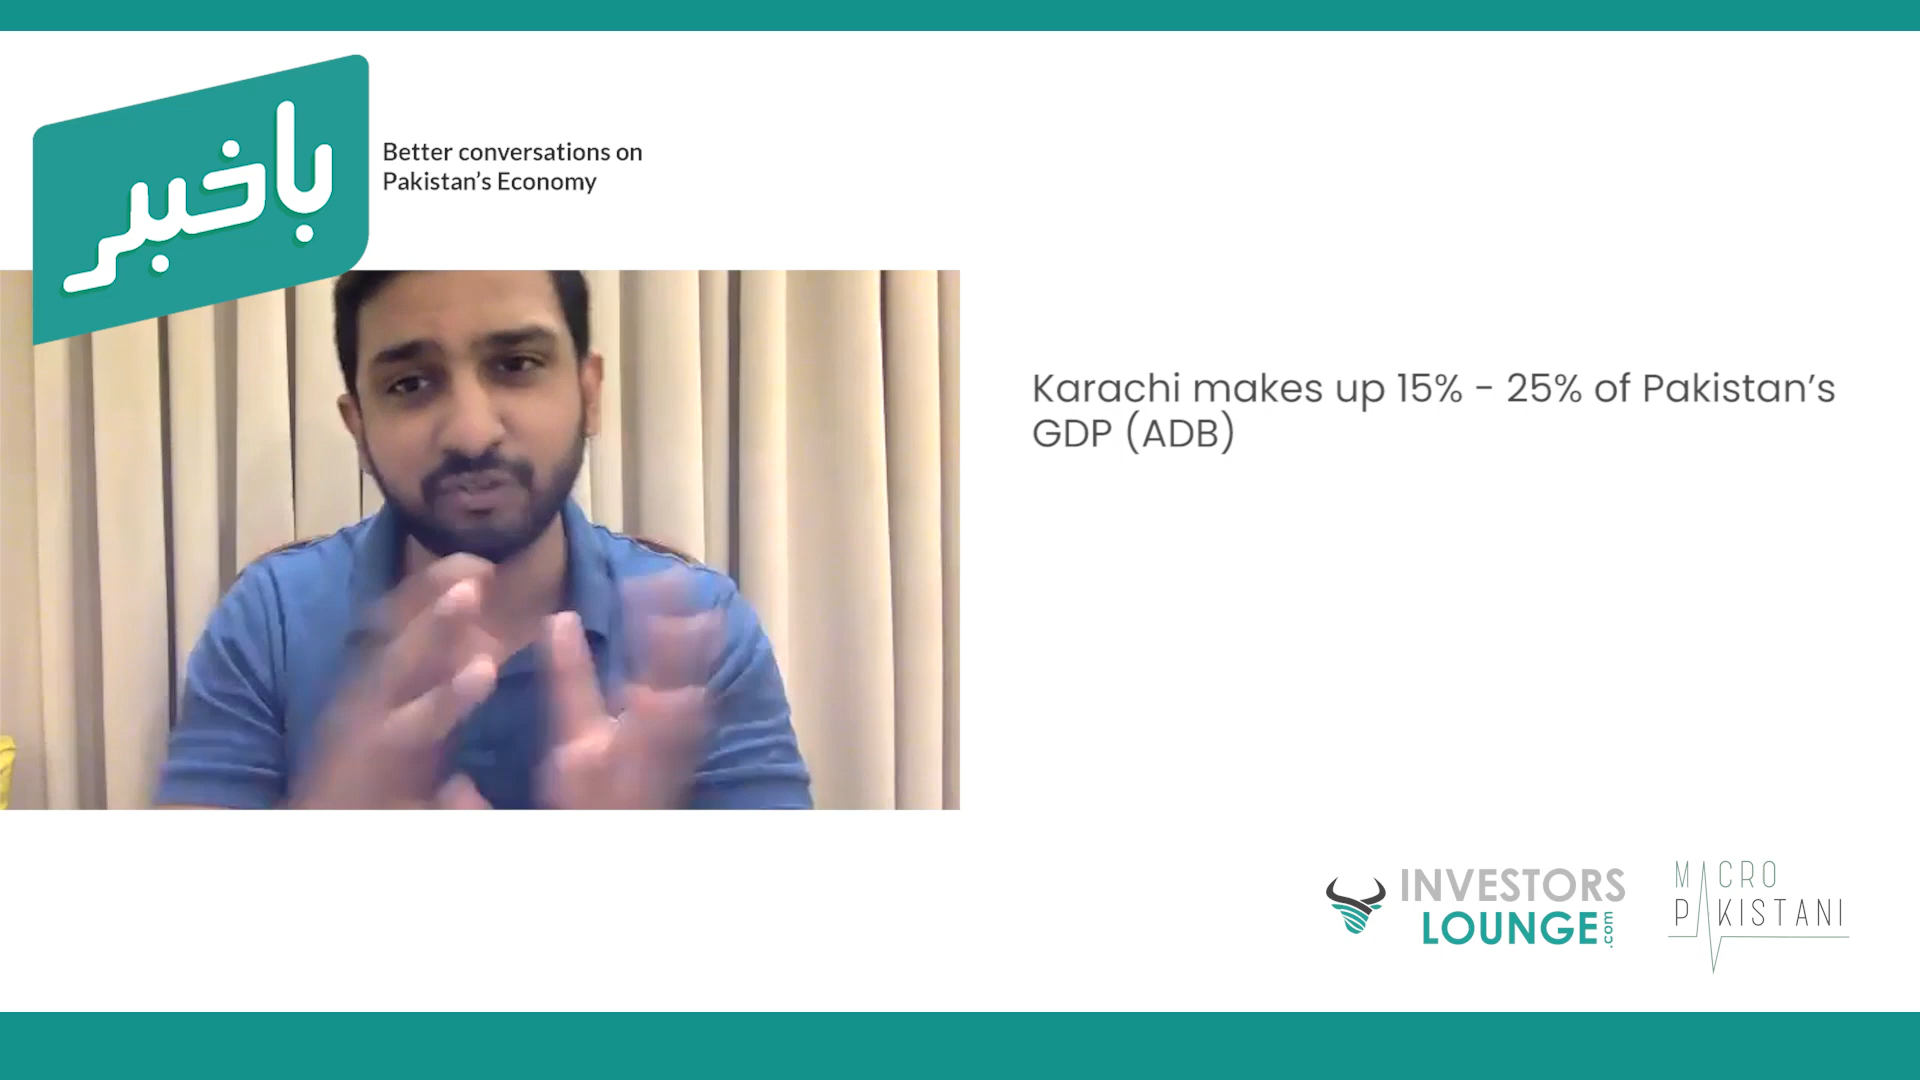 باخبر
Better conversations on
Pakistan's Economy
Karachi makes up 15% - 25% of Pakistan's
GDP (ADB)
INVESTORS
LOUNGE.com
MACRO
PAKISTANI